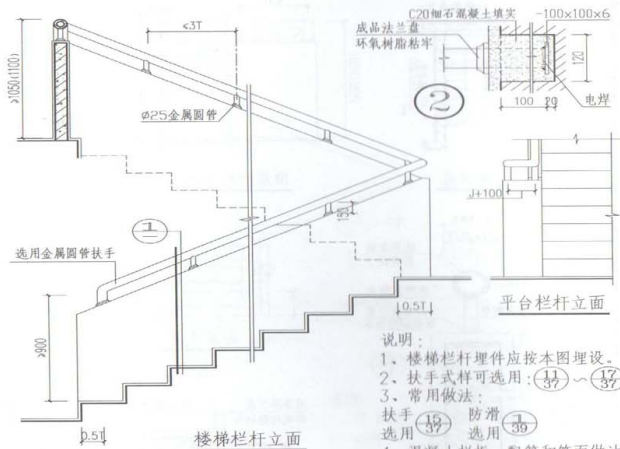 ≤3T
C20细石混凝土填实
-100×100×6
成品法兰盘
环氧树脂粘牢
≥1050(1100)
Ø25金属圆管
2
120
100
20
电焊
J+100
150
1
选用金属圆管扶手
≥900
0.5T
0.5T
楼梯栏杆立面
平台栏杆立面
说明：
1、楼梯栏杆埋件应按本图埋设。
2、扶手式样可选用：11/37～17/37
3、常用做法：
扶手选用 15/37 防滑选用 1/39